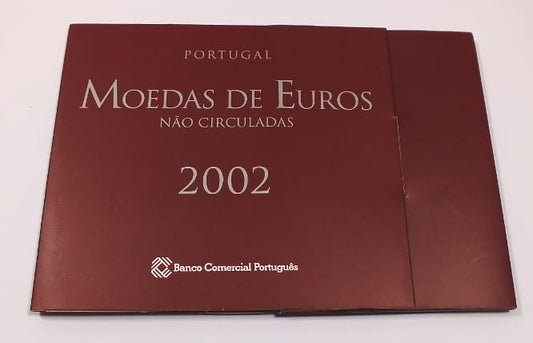 PORTUGAL
MOEDAS DE EUROS
NÃO CIRCULADAS
2002
Banco Comercial Português